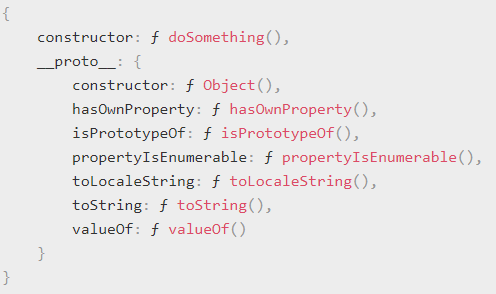 {
    constructor: ƒ doSomething(),
    __proto__: {
        constructor: ƒ Object(),
        hasOwnProperty: ƒ hasOwnProperty(),
        isPrototypeOf: ƒ isPrototypeOf(),
        propertyIsEnumerable: ƒ propertyIsEnumerable(),
        toLocaleString: ƒ toLocaleString(),
        toString: ƒ toString(),
        valueOf: ƒ valueOf()
    }
}